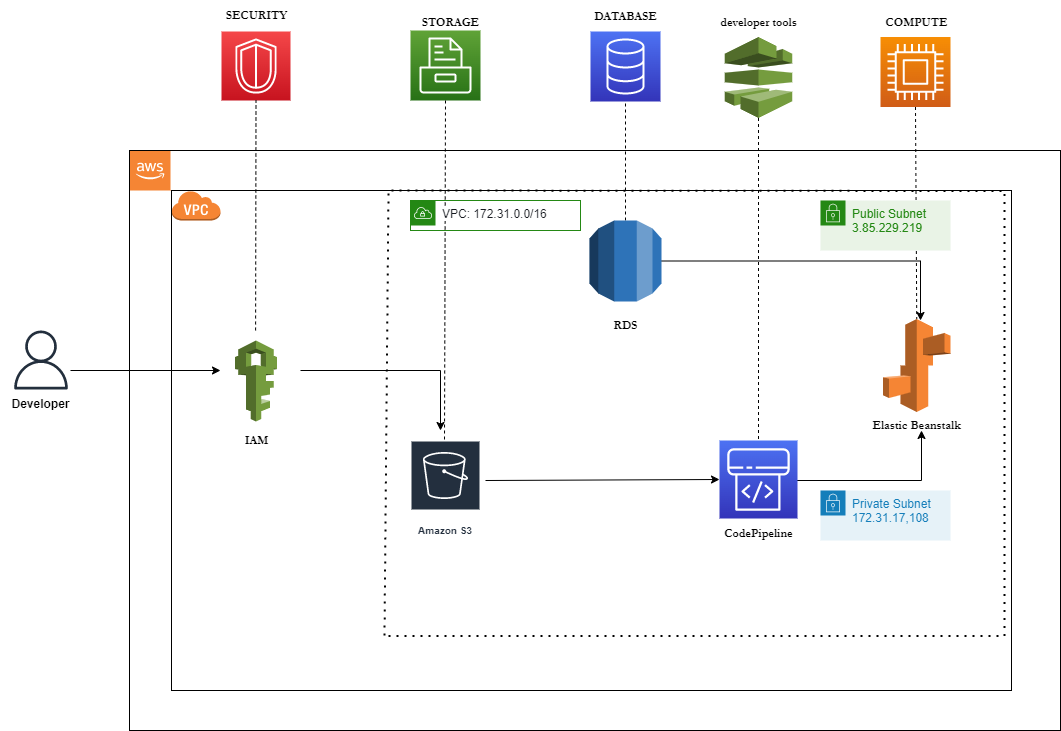 SECURITY
STORAGE
DATABASE
developer tools
COMPUTE
aws
VPC
VPC: 172.31.0.0/16
Public Subnet
3.85.229.219
RDS
Developer
IAM
Elastic Beanstalk
Amazon S3
CodePipeline
Private Subnet
172.31.17,108